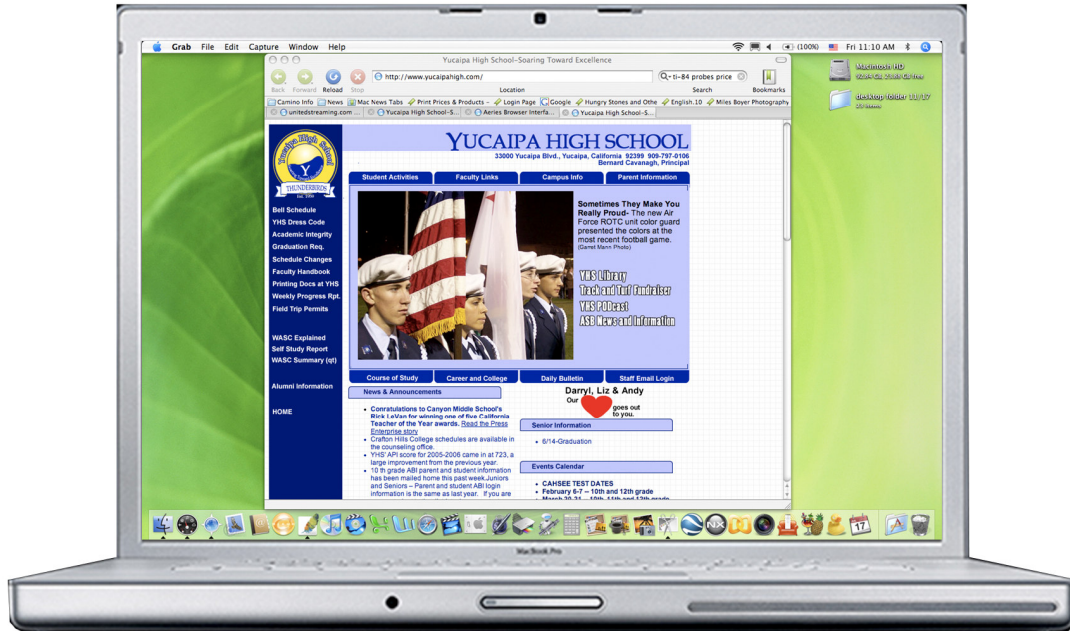 Grab File Edit Capture Window Help
(100%) Fri 11:10 AM
Macintosh HD
desktop folder 11/17
Yucaipa High School-Soaring Toward Excellence
http://www.yucaipahigh.com/
ti-84 probes price
Back Forward Reload Stop Location Search Bookmarks
Camino Info News Mac News Tabs Print Prices & Products - Login Page Google Hungry Stones and Othe English.10 Miles Boyer Photography
unitedstreaming.com ... Yucaipa High School-S... Aeries Browser Interfa... Yucaipa High School-S...
Yucaipa High School
Y
THUNDERBIRDS
YUCAIPA HIGH SCHOOL
33000 Yucaipa Blvd., Yucaipa, California 92399 909-797-0106
Bernard Cavanagh, Principal
Student Activities Faculty Links Campus Info Parent Information
Bell Schedule
YHS Dress Code
Academic Integrity
Graduation Req.
Schedule Changes
Faculty Handbook
Printing Docs at YHS
Weekly Progress Rpt.
Field Trip Permits
WASC Explained
Self Study Report
WASC Summary (qt)
Alumni Information
HOME
Sometimes They Make You
Really Proud- The new Air
Force ROTC unit color guard
presented the colors at the
most recent football game.
(Garret Mann Photo)
YHS Library
Track and Turf Fundraiser
YHS PODcast
ASB News and Information
Course of Study Career and College Daily Bulletin Staff Email Login
News & Announcements
Conratulations to Canyon Middle School's
Rick LeVan for winning one of five California
Teacher of the Year awards. Read the Press
Enterprise story
Crafton Hills College schedules are available in
the counseling office.
YHS' API score for 2005-2006 came in at 723, a
large improvement from the previous year.
10 th grade ABI parent and student information
has been mailed home this past week.Juniors
and Seniors – Parent and student ABI login
information is the same as last year. If you are
Darryl, Liz & Andy
Our
goes out
to you.
Senior Information
6/14-Graduation
Events Calendar
CAHSEE TEST DATES
February 6-7 -- 10th and 12th grade
March 20-21 -- 10th, 11th and 12th grade
17
MacBook Pro